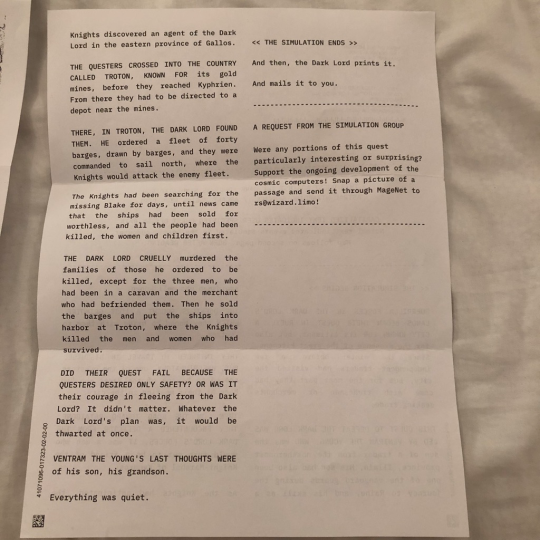 Knights discovered an agent of the Dark
Lord in the eastern province of Gallos.
THE QUESTERS CROSSED INTO THE COUNTRY
CALLED TROTON, KNOWN FOR its gold
mines, before they reached Kyphrien.
From there they had to be directed to a
depot near the mines.
THERE, IN TROTON, THE DARK LORD FOUND
THEM. HE ordered a fleet of forty
barges, drawn by barges, and they were
commanded to sail north, where the
Knights would attack the enemy fleet.
The Knights had been searching for the
missing Blake for days, until news came
that the ships had been sold for
worthless, and all the people had been
killed, the women and children first.
THE DARK LORD CRUELLY murdered the
families of those he ordered to be
killed, except for the three men, who
had been in a caravan and the merchant
who had befriended them. Then he sold
the barges and put the ships into
harbor at Troton, where the Knights
killed the men and women who had
survived.
DID THEIR QUEST FAIL BECAUSE THE
QUESTERS DESIRED ONLY SAFETY? OR WAS IT
their courage in fleeing from the Dark
Lord? It didn't matter. Whatever the
Dark Lord's plan was, it would be
thwarted at once.
VENTRAM THE YOUNG'S LAST THOUGHTS WERE
of his son, his grandson.
Everything was quiet.
<< THE SIMULATION ENDS >>
And then, the Dark Lord prints it.
And mails it to you.
A REQUEST FROM THE SIMULATION GROUP
Were any portions of this quest
particularly interesting or surprising?
Support the ongoing development of the
cosmic computers! Snap a picture of a
passage and send it through MageNet to
rs@wizard.limo!